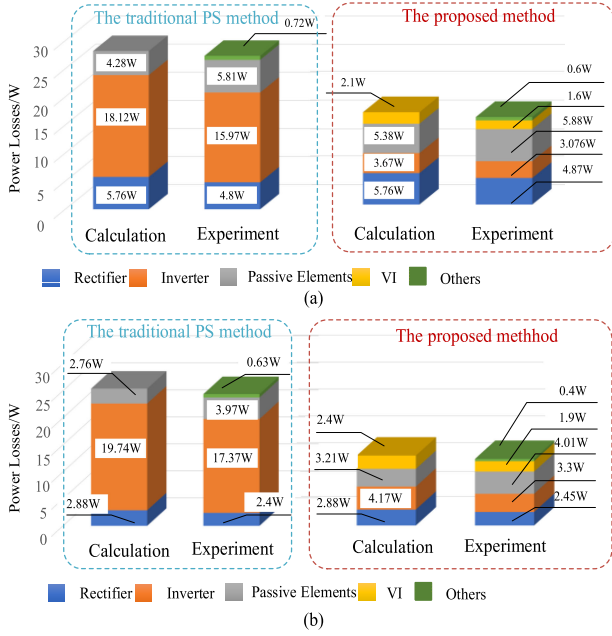 (a)
The traditional PS method
The proposed method
Power Losses/W
30
25
20
15
10
5
0
4.28W
18.12W
5.76W
0.72W
5.81W
15.97W
4.8W
2.1W
5.38W
3.67W
5.76W
0.6W
1.6W
5.88W
3.076W
4.87W
Calculation
Experiment
Calculation
Experiment
Rectifier
Inverter
Passive Elements
VI
Others
(a)
The traditional PS method
The proposed methhod
Power Losses/W
30
25
20
15
10
5
0
2.76W
19.74W
2.88W
0.63W
3.97W
17.37W
2.4W
2.4W
3.21W
4.17W
2.88W
0.4W
1.9W
4.01W
3.3W
2.45W
Calculation
Experiment
Calculation
Experiment
Rectifier
Inverter
Passive Elements
VI
Others
(b)